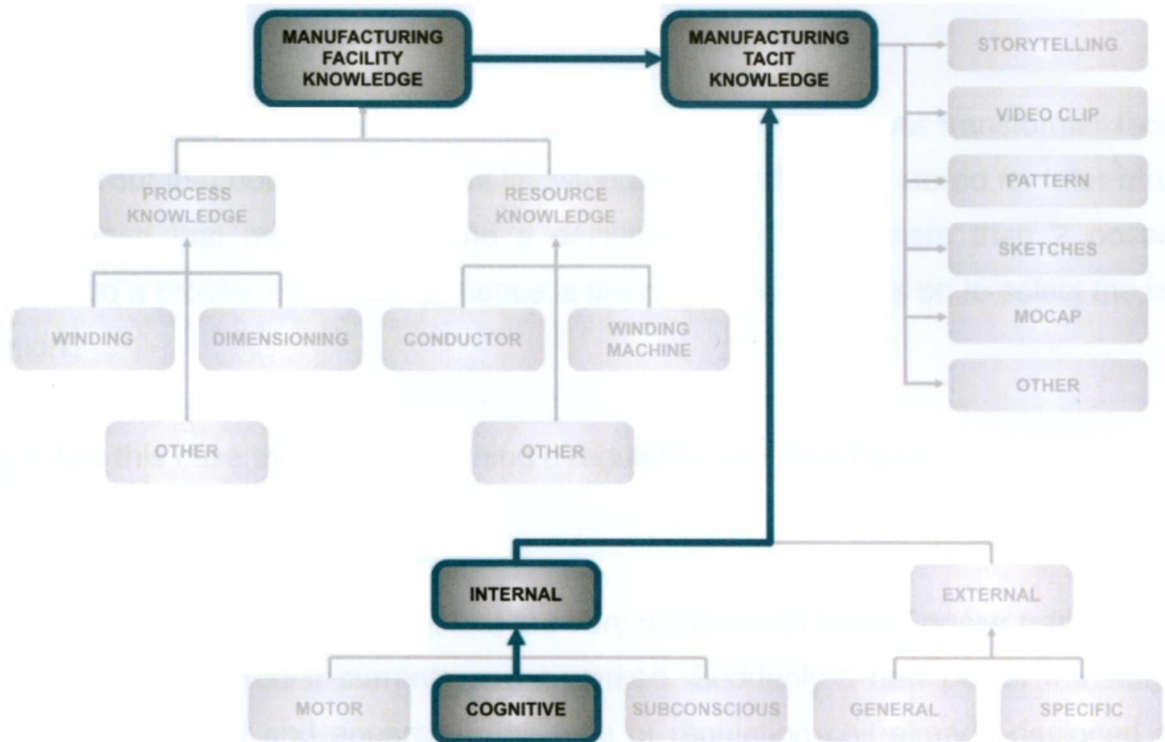 MANUFACTURING
FACILITY
KNOWLEDGE
MANUFACTURING
TACIT
KNOWLEDGE
STORYTELLING
VIDEO CLIP
PATTERN
SKETCHES
MOCAP
OTHER
PROCESS
KNOWLEDGE
RESOURCE
KNOWLEDGE
WINDING
DIMENSIONING
CONDUCTOR
WINDING
MACHINE
OTHER
OTHER
INTERNAL
EXTERNAL
MOTOR
COGNITIVE
SUBCONSCIOUS
GENERAL
SPECIFIC